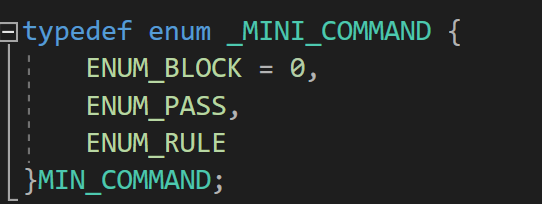 typedef enum _MINI_COMMAND {
ENUM_BLOCK = 0,
ENUM_PASS,
ENUM_RULE
}MIN_COMMAND;